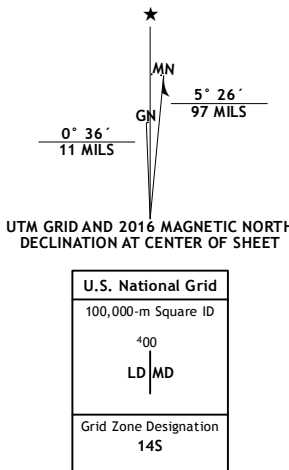 ★
MN
GN
5° 26´
97 MILS
0° 36´
11 MILS
UTM GRID AND 2016 MAGNETIC NORTH
DECLINATION AT CENTER OF SHEET
U.S. National Grid
100,000-m Square ID
⁴00
LD MD
Grid Zone Designation
14S